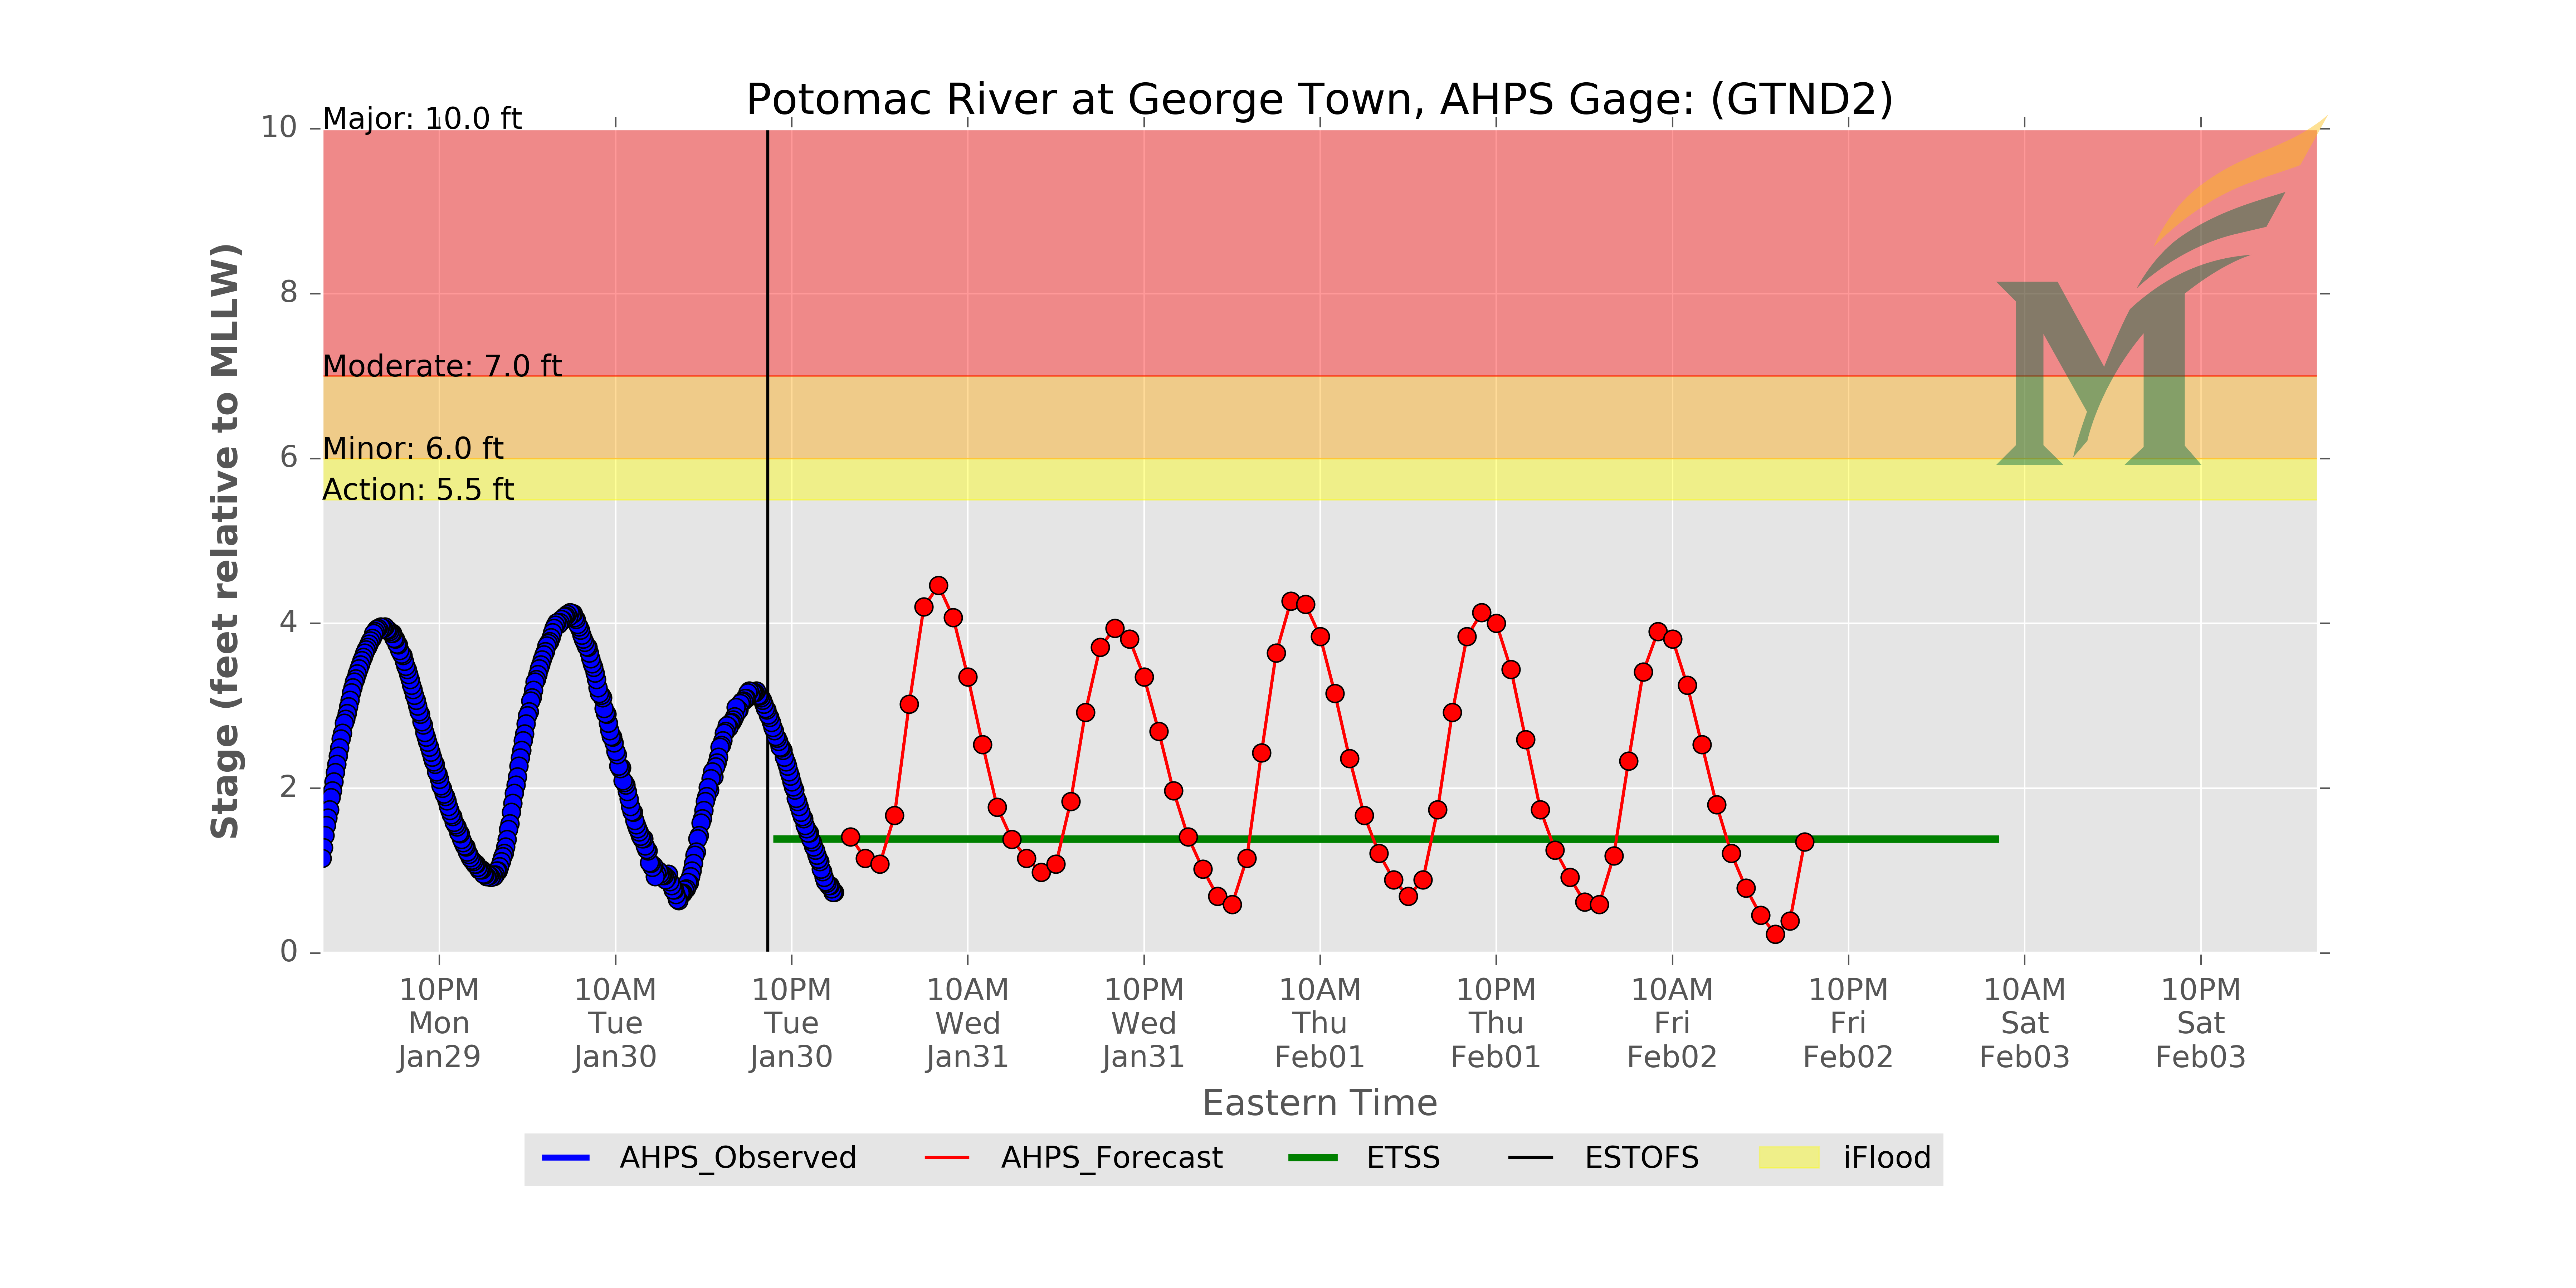 Potomac River at George Town, AHPS Gage: (GTND2)
Major: 10.0 ft
Moderate: 7.0 ft
Minor: 6.0 ft
Action: 5.5 ft
Stage (feet relative to MLLW)
10
8
6
4
2
0
10PM
Mon
Jan29
10AM
Tue
Jan30
10PM
Tue
Jan30
10AM
Wed
Jan31
10PM
Wed
Jan31
10AM
Thu
Feb01
10PM
Thu
Feb01
10AM
Fri
Feb02
10PM
Fri
Feb02
10AM
Sat
Feb03
10PM
Sat
Feb03
Eastern Time
AHPS_Observed
AHPS_Forecast
ETSS
ESTOFS
iFlood
M